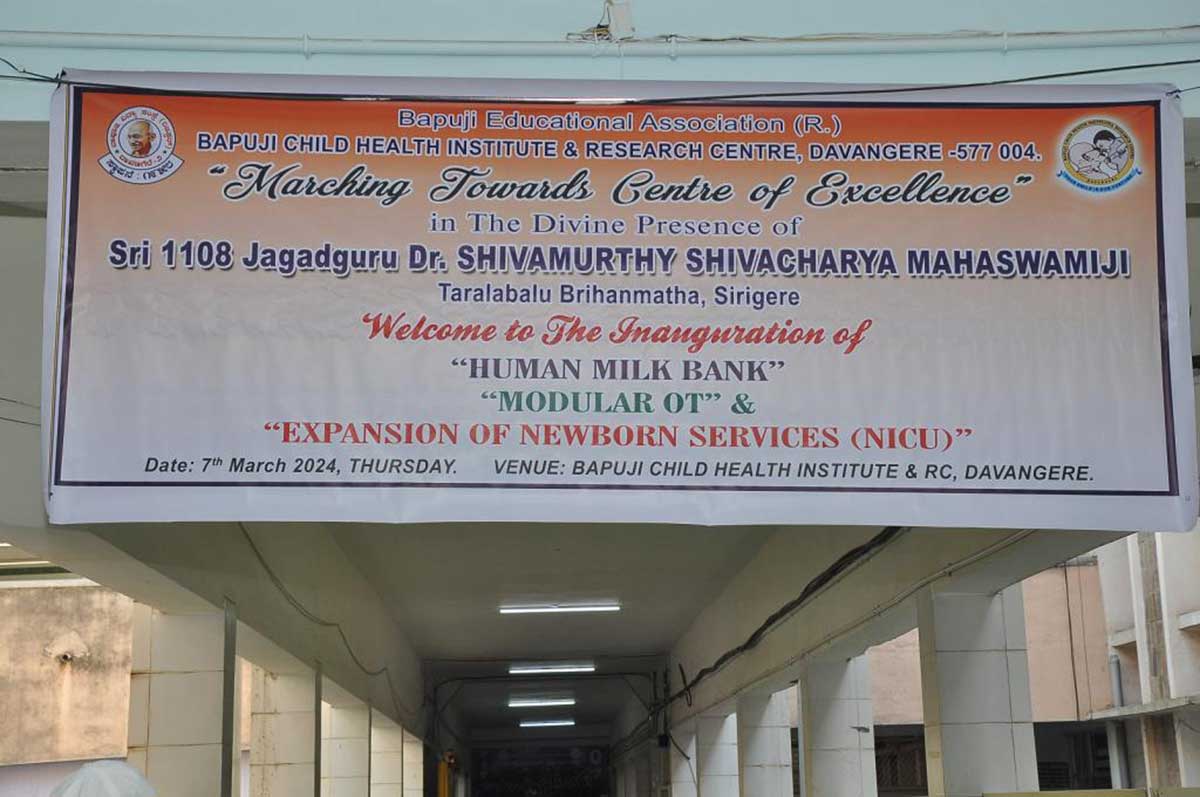 Bapuji Educational Association (R.)
BAPUJI CHILD HEALTH INSTITUTE & RESEARCH CENTRE, DAVANGERE -577 004.
"Marching Towards Centre of Excellence"
in The Divine Presence of
Sri 1108 Jagadguru Dr. SHIVAMURTHY SHIVACHARYA MAHASWAMIJI
Taralabalu Brihanmatha, Sirigere
Welcome to The Inauguration of
“HUMAN MILK BANK”
“MODULAR OT” &
“EXPANSION OF NEWBORN SERVICES (NICU)”
Date: 7th March 2024, THURSDAY. VENUE: BAPUJI CHILD HEALTH INSTITUTE & RC, DAVANGERE.